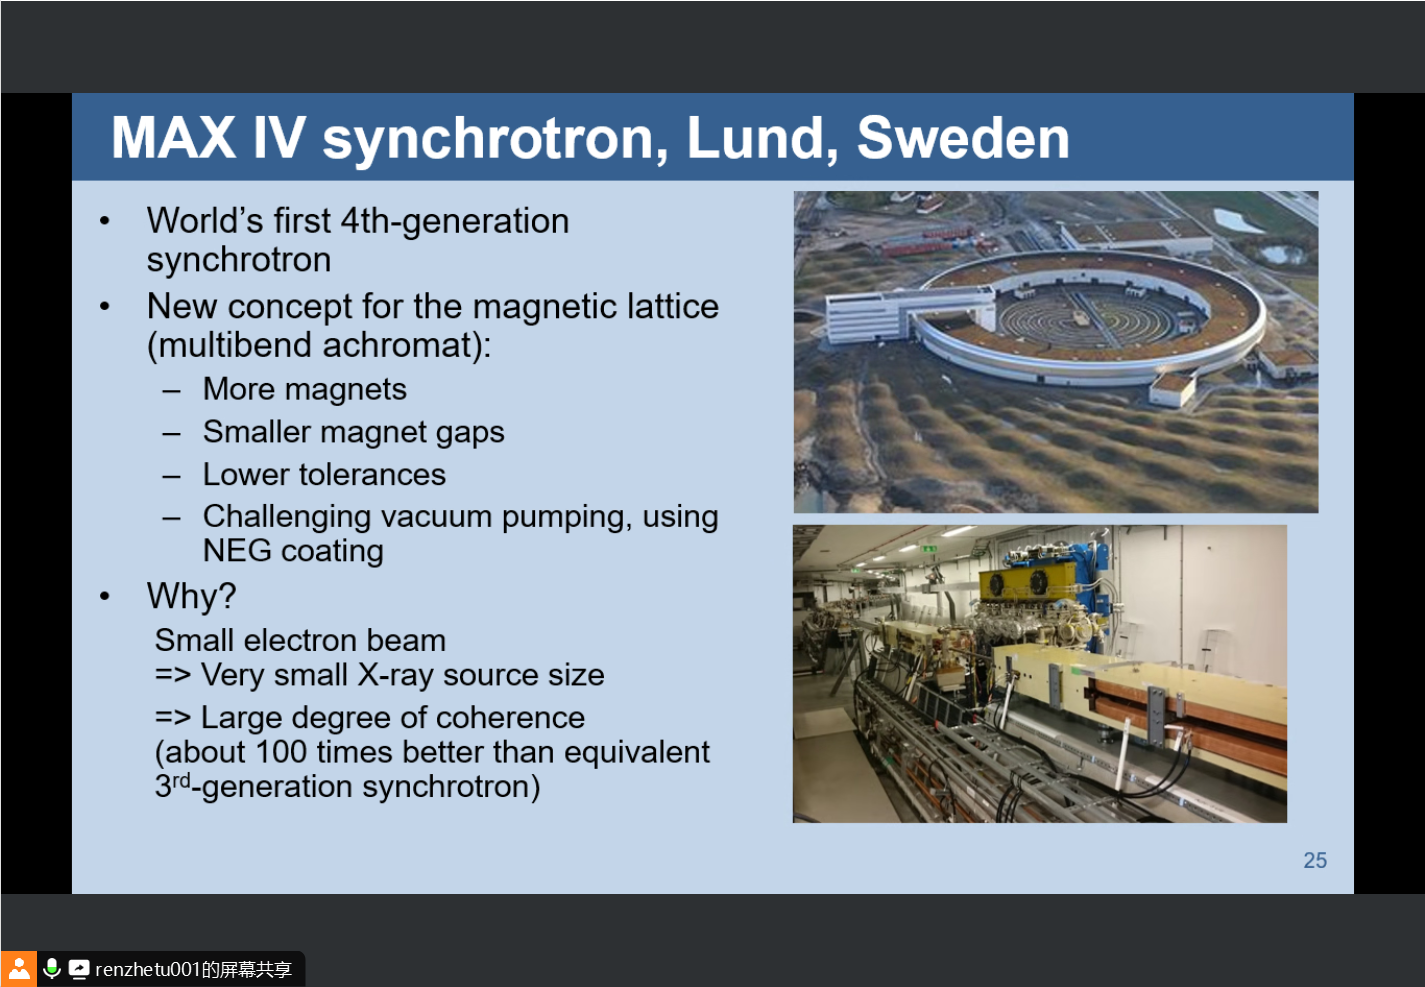 MAX IV synchrotron, Lund, Sweden
• World’s first 4th-generation
synchrotron
• New concept for the magnetic lattice
(multibend achromat):
– More magnets
– Smaller magnet gaps
– Lower tolerances
– Challenging vacuum pumping, using
NEG coating
• Why?
Small electron beam
=> Very small X-ray source size
=> Large degree of coherence
(about 100 times better than equivalent
3rd-generation synchrotron)
25
renzhetu001的屏幕共享